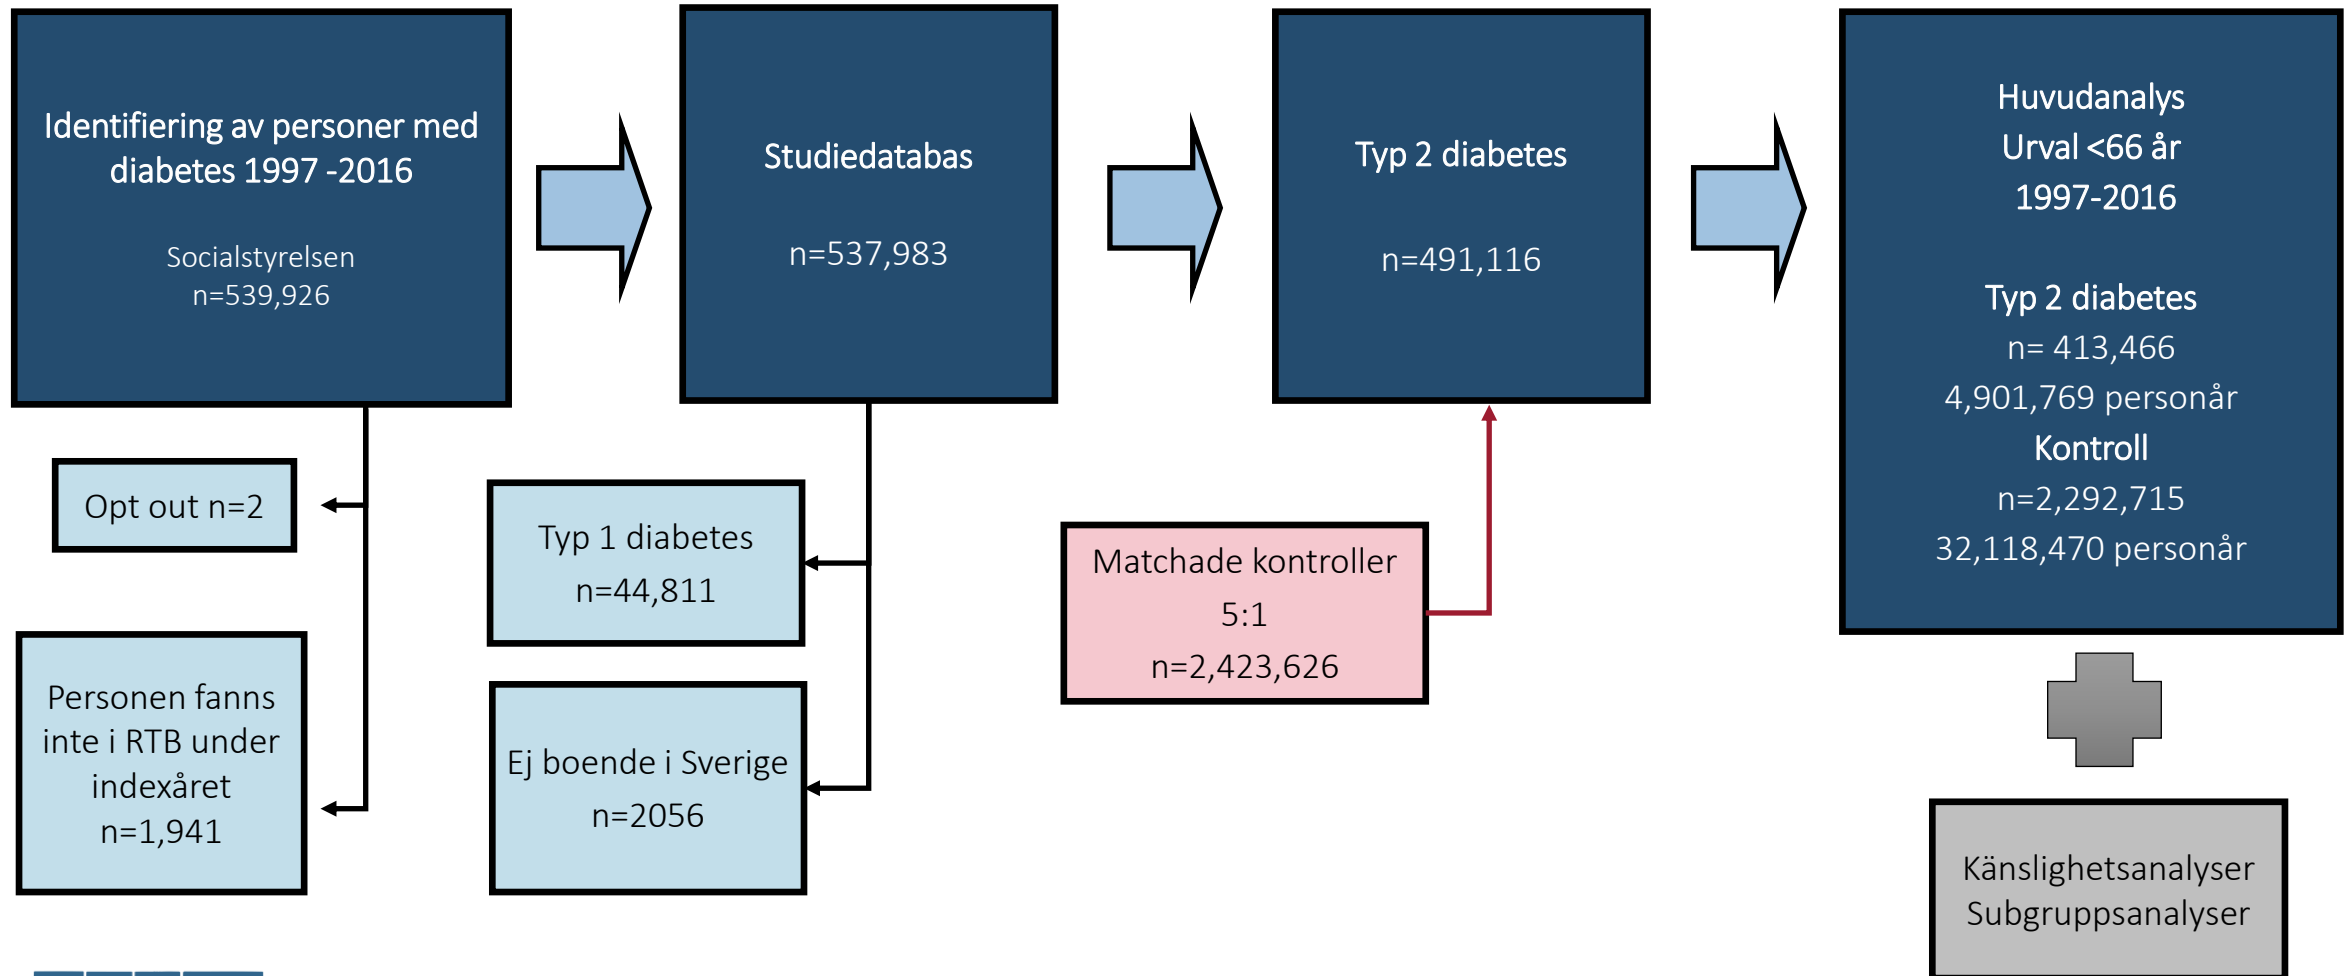 Identifiering av personer med
diabetes 1997 -2016
Socialstyrelsen
n=539,926
Opt out n=2
Personen fanns
inte i RTB under
indexåret
n=1,941
Studiedatabas
n=537,983
Typ 1 diabetes
n=44,811
Ej boende i Sverige
n=2056
Typ 2 diabetes
n=491,116
Matchade kontroller
5:1
n=2,423,626
Huvudanalys
Urval <66 år
1997-2016
Typ 2 diabetes
n= 413,466
4,901,769 personår
Kontroll
n=2,292,715
32,118,470 personår
Känslighetsanalyser
Subgruppsanalyser